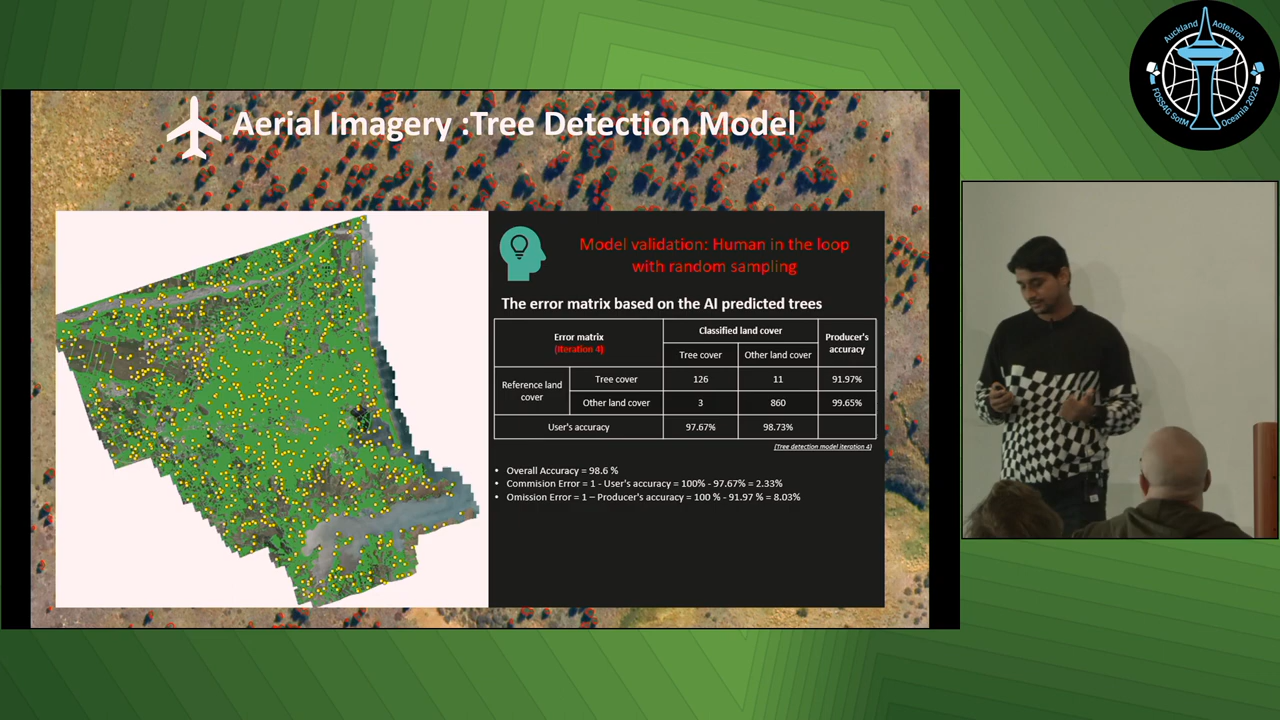 Aerial Imagery :Tree Detection Model
Model validation: Human in the loop
with random sampling
The error matrix based on the AI predicted trees
Error matrix
(Iteration 4)
Classified land cover
Producer's
accuracy
Tree cover
Other land cover
Reference land
cover
Tree cover
126
11
91.97%
Other land cover
3
860
99.65%
User's accuracy
97.67%
98.73%
(Tree detection model iteration 4)
• Overall Accuracy = 98.6 %
• Commision Error = 1 - User's accuracy = 100% - 97.67% = 2.33%
• Omission Error = 1 – Producer's accuracy = 100 % - 91.97 % = 8.03%
Auckland Aotearoa
FOSS4G SotM Oceania 2023